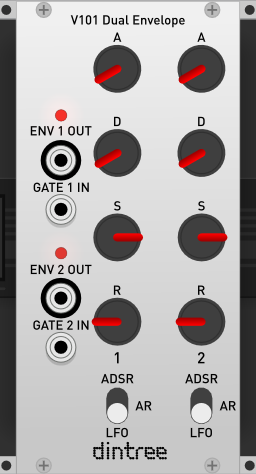 V101 Dual Envelope
A A
ENV 1 OUT
D D
GATE 1 IN
S S
ENV 2 OUT
R R
GATE 2 IN
1 2
ADSR ADSR
AR AR
LFO LFO
dintree